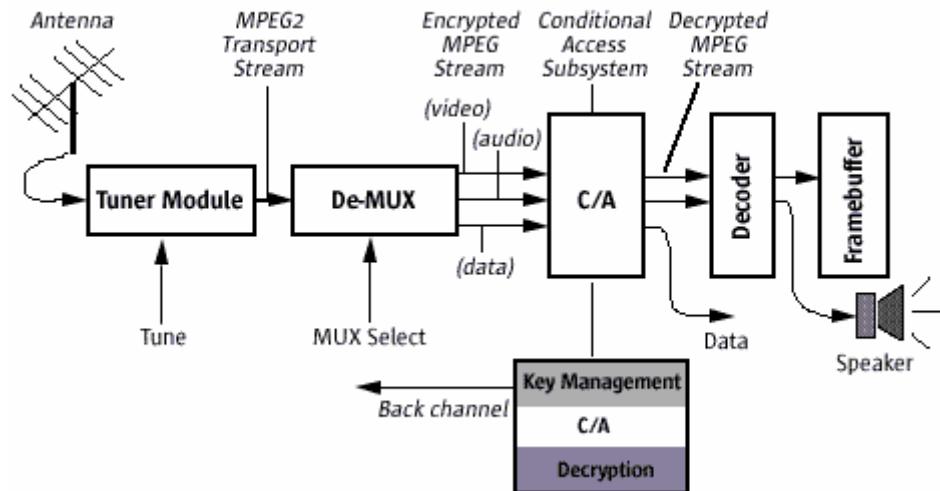 Antenna
MPEG2
Transport
Stream
Encrypted
MPEG
Stream
Conditional
Access
Subsystem
Decrypted
MPEG
Stream
(video)
(audio)
(data)
Tuner Module
De-MUX
C/A
Decoder
Framebuffer
Tune
MUX Select
Data
Speaker
Back channel
Key Management
C/A
Decryption